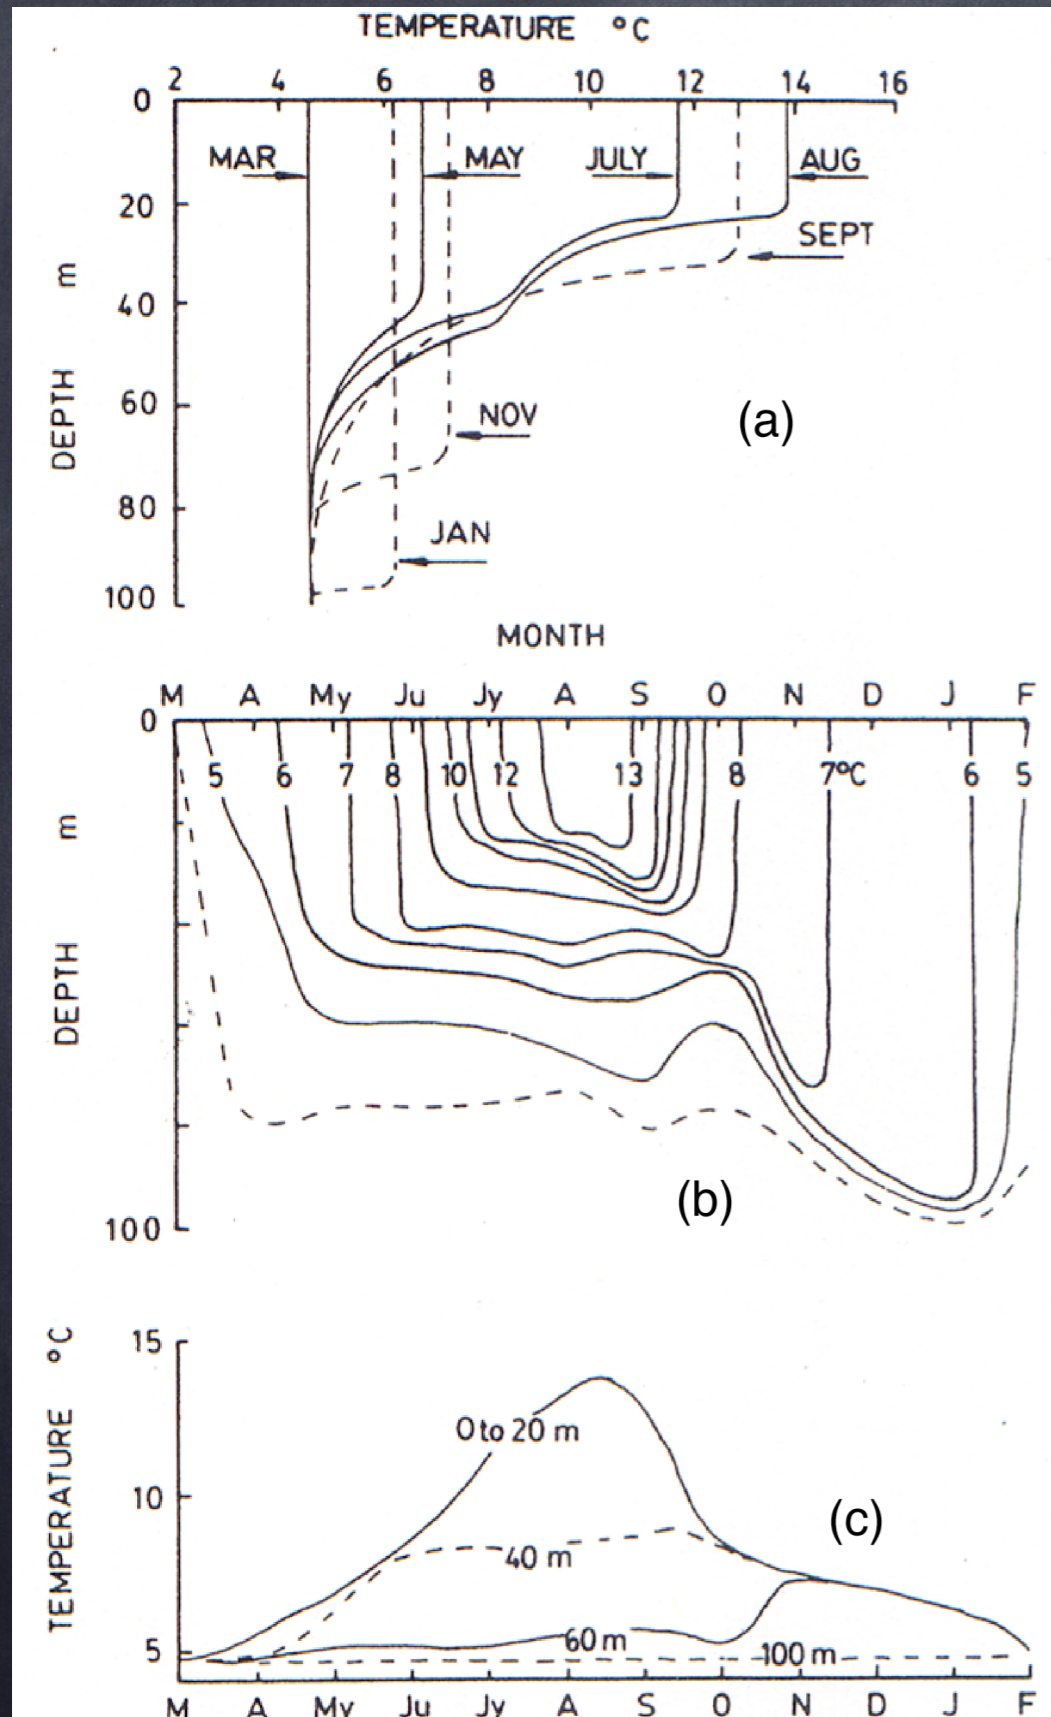 TEMPERATURE °C
2 4 6 8 10 12 14 16
0
MAR MAY JULY AUG
20
SEPT
m
40
DEPTH
60
(a)
NOV
80
JAN
100
MONTH
M A My Ju Jy A S O N D J F
0
5 6 7 8 10 12 13 8 7°C 6 5
m
DEPTH
(b)
100
TEMPERATURE °C
15
0 to 20 m
10
(c)
40 m
60 m
5
100 m
M A My Ju Jy A S O N D J F